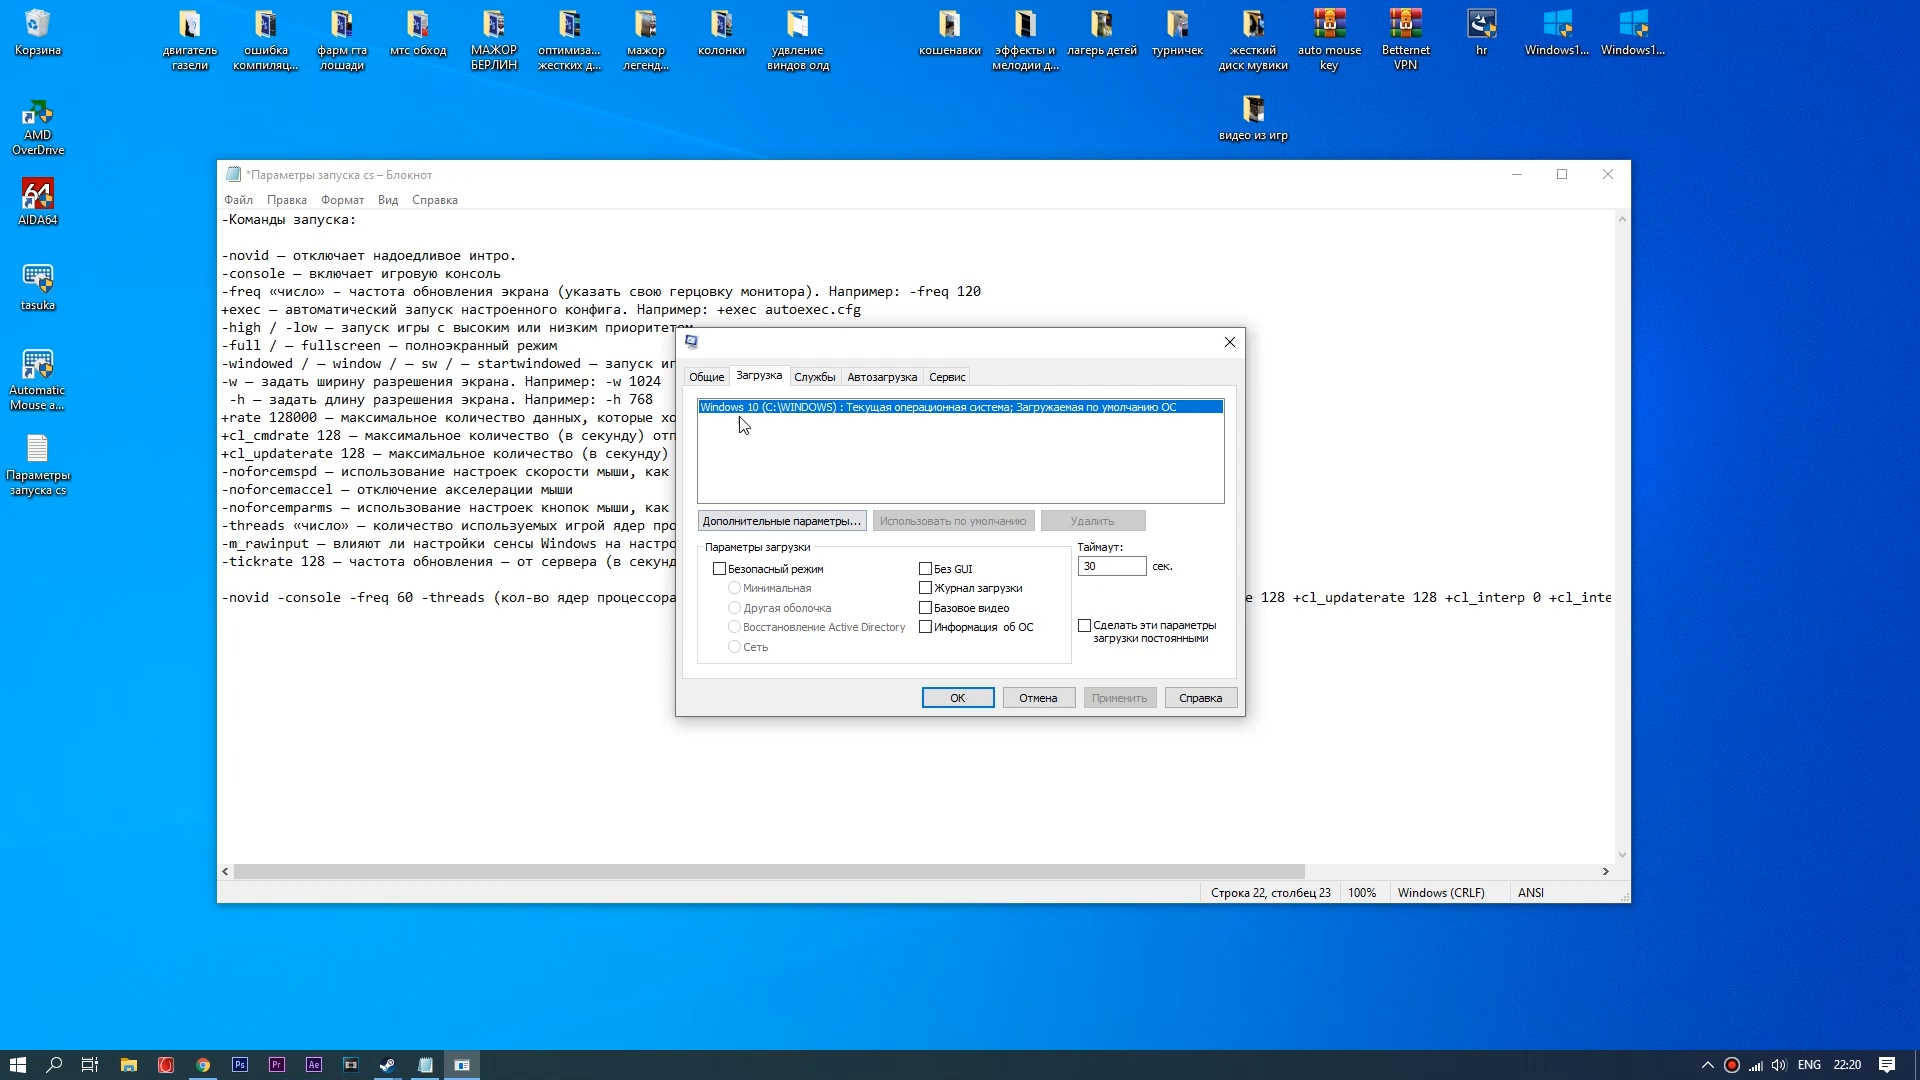 Корзина
двигатель газели
ошибка компиляц...
фарм гта лошади
мтс обход
МАЖОР БЕРЛИН
оптимиза... жестких д...
мажор легенд...
колонки
удвление виндов олд
кошенавки
эффекты и мелодии д...
лагерь детей
турничек
жесткий диск мувики
auto mouse key
Betternet VPN
hr
Windows1...
Windows1...
AMD OverDrive
видео из игр
64
AIDA64
tasuka
Automatic Mouse a...
Параметры запуска cs
*Параметры запуска cs – Блокнот
Файл Правка Формат Вид Справка
-Команды запуска:
-novid — отключает надоедливое интро.
-console — включает игровую консоль
-freq «число» – частота обновления экрана (указать свою герцовку монитора). Например: -freq 120
+exec — автоматический запуск настроенного конфига. Например: +exec autoexec.cfg
-high / -low — запуск игры с высоким или низким приоритетом
-full / — fullscreen — полноэкранный режим
-windowed / — window / — sw / — startwindowed — запуск иг
-w — задать ширину разрешения экрана. Например: -w 1024
-h — задать длину разрешения экрана. Например: -h 768
+rate 128000 — максимальное количество данных, которые хо
+cl_cmdrate 128 — максимальное количество (в секунду) отп
+cl_updaterate 128 — максимальное количество (в секунду)
-noforcemspd — использование настроек скорости мыши, как
-noforcemaccel — отключение акселерации мыши
-noforcemparms — использование настроек кнопок мыши, как
-threads «число» — количество используемых игрой ядер про
-m_rawinput — влияют ли настройки сенсы Windows на настро
-tickrate 128 — частота обновления — от сервера (в секунд
-novid -console -freq 60 -threads (кол-во ядер процессора
e 128 +cl_updaterate 128 +cl_interp 0 +cl_inte
Общие Загрузка Службы Автозагрузка Сервис
Windows 10 (C:\WINDOWS) : Текущая операционная система; Загружаемая по умолчанию ОС
Дополнительные параметры... Использовать по умолчанию Удалить
Параметры загрузки
Таймаут:
30 сек.
Безопасный режим
Минимальная
Другая оболочка
Восстановление Active Directory
Сеть
Без GUI
Журнал загрузки
Базовое видео
Информация об ОС
Сделать эти параметры
загрузки постоянными
ОК Отмена Применить Справка
Строка 22, столбец 23 100% Windows (CRLF) ANSI
Ps Pr Ae
ENG 22:20